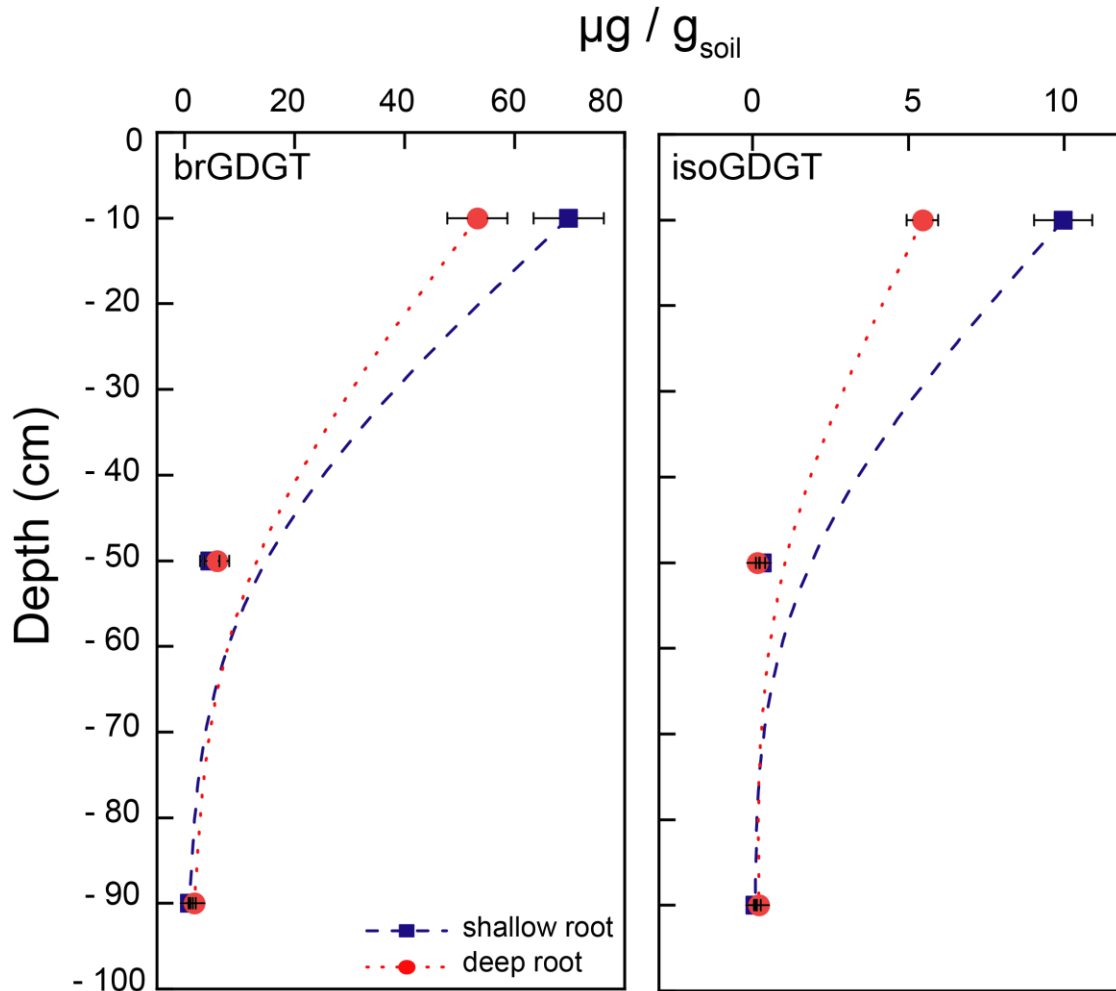 µg / gsoil
0 20 40 60 80
0 5 10
brGDGT
isoGDGT
Depth (cm)
0
- 10
- 20
- 30
- 40
- 50
- 60
- 70
- 80
- 90
- 100
shallow root
deep root